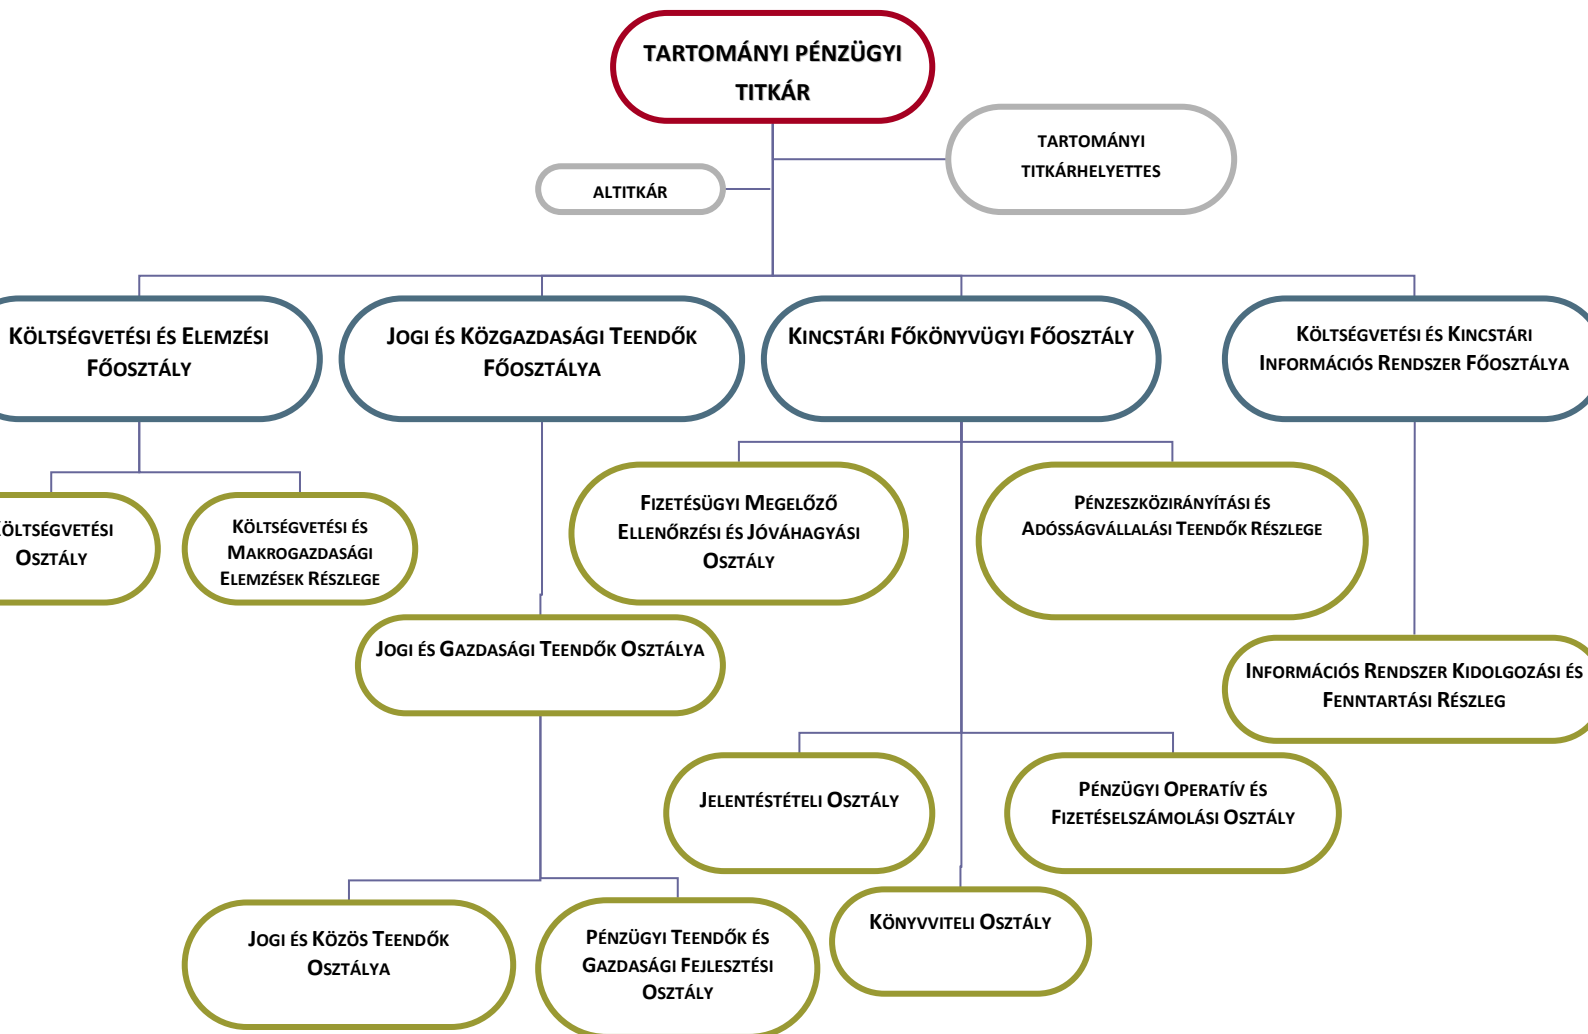 TARTOMÁNYI PÉNZÜGYI
TITKÁR
TARTOMÁNYI
TITKÁRHELYETTES
ALTITKÁR
KÖLTSÉGVETÉSI ÉS ELEMZÉSI
FŐOSZTÁLY
JOGI ÉS KÖZGAZDASÁGI TEENDŐK
FŐOSZTÁLYA
KINCSTÁRI FŐKÖNYVÜGYI FŐOSZTÁLY
KÖLTSÉGVETÉSI ÉS KINCSTÁRI
INFORMÁCIÓS RENDSZER FŐOSZTÁLYA
ÖLTSÉGVETÉSI
OSZTÁLY
KÖLTSÉGVETÉSI ÉS
MAKROGAZDASÁGI
ELEMZÉSEK RÉSZLEGE
FIZETÉSÜGYI MEGELŐZŐ
ELLENŐRZÉSI ÉS JÓVÁHAGYÁSI
OSZTÁLY
PÉNZESZKÖZIRÁNYÍTÁSI ÉS
ADÓSSÁGVÁLLALÁSI TEENDŐK RÉSZLEGE
JOGI ÉS GAZDASÁGI TEENDŐK OSZTÁLYA
INFORMÁCIÓS RENDSZER KIDOLGOZÁSI ÉS
FENNTARTÁSI RÉSZLEG
JELENTÉSTÉTELI OSZTÁLY
PÉNZÜGYI OPERATÍV ÉS
FIZETÉSELSZÁMOLÁSI OSZTÁLY
JOGI ÉS KÖZÖS TEENDŐK
OSZTÁLYA
PÉNZÜGYI TEENDŐK ÉS
GAZDASÁGI FEJLESZTÉSI
OSZTÁLY
KÖNYVVITELI OSZTÁLY